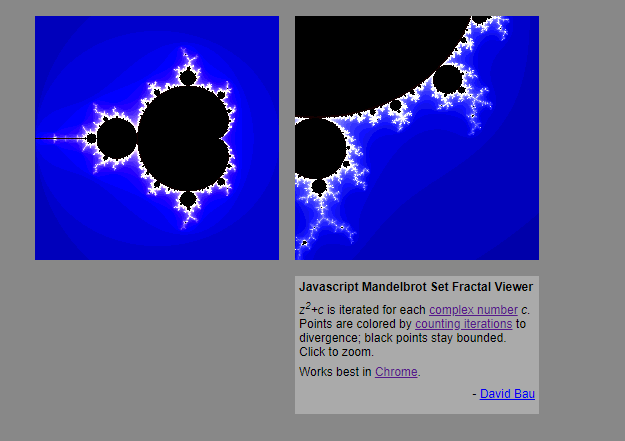 Javascript Mandelbrot Set Fractal Viewer
z²+c is iterated for each complex number c.
Points are colored by counting iterations to
divergence; black points stay bounded.
Click to zoom.
Works best in Chrome.
- David Bau